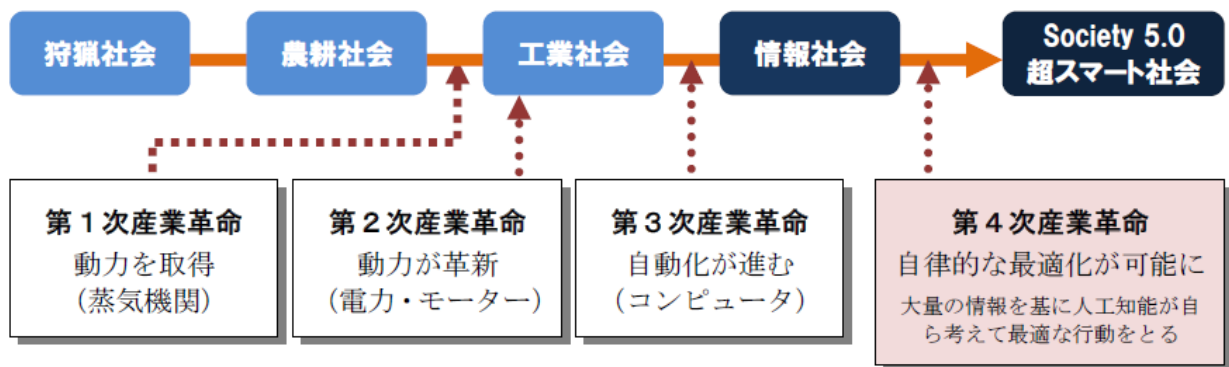 狩猟社会
農耕社会
工業社会
情報社会
Society 5.0
超スマート社会
第1次産業革命
動力を取得
(蒸気機関)
第2次産業革命
動力が革新
(電力・モーター)
第3次産業革命
自動化が進む
(コンピュータ)
第4次産業革命
自律的な最適化が可能に
大量の情報を基に人工知能が自
ら考えて最適な行動をとる